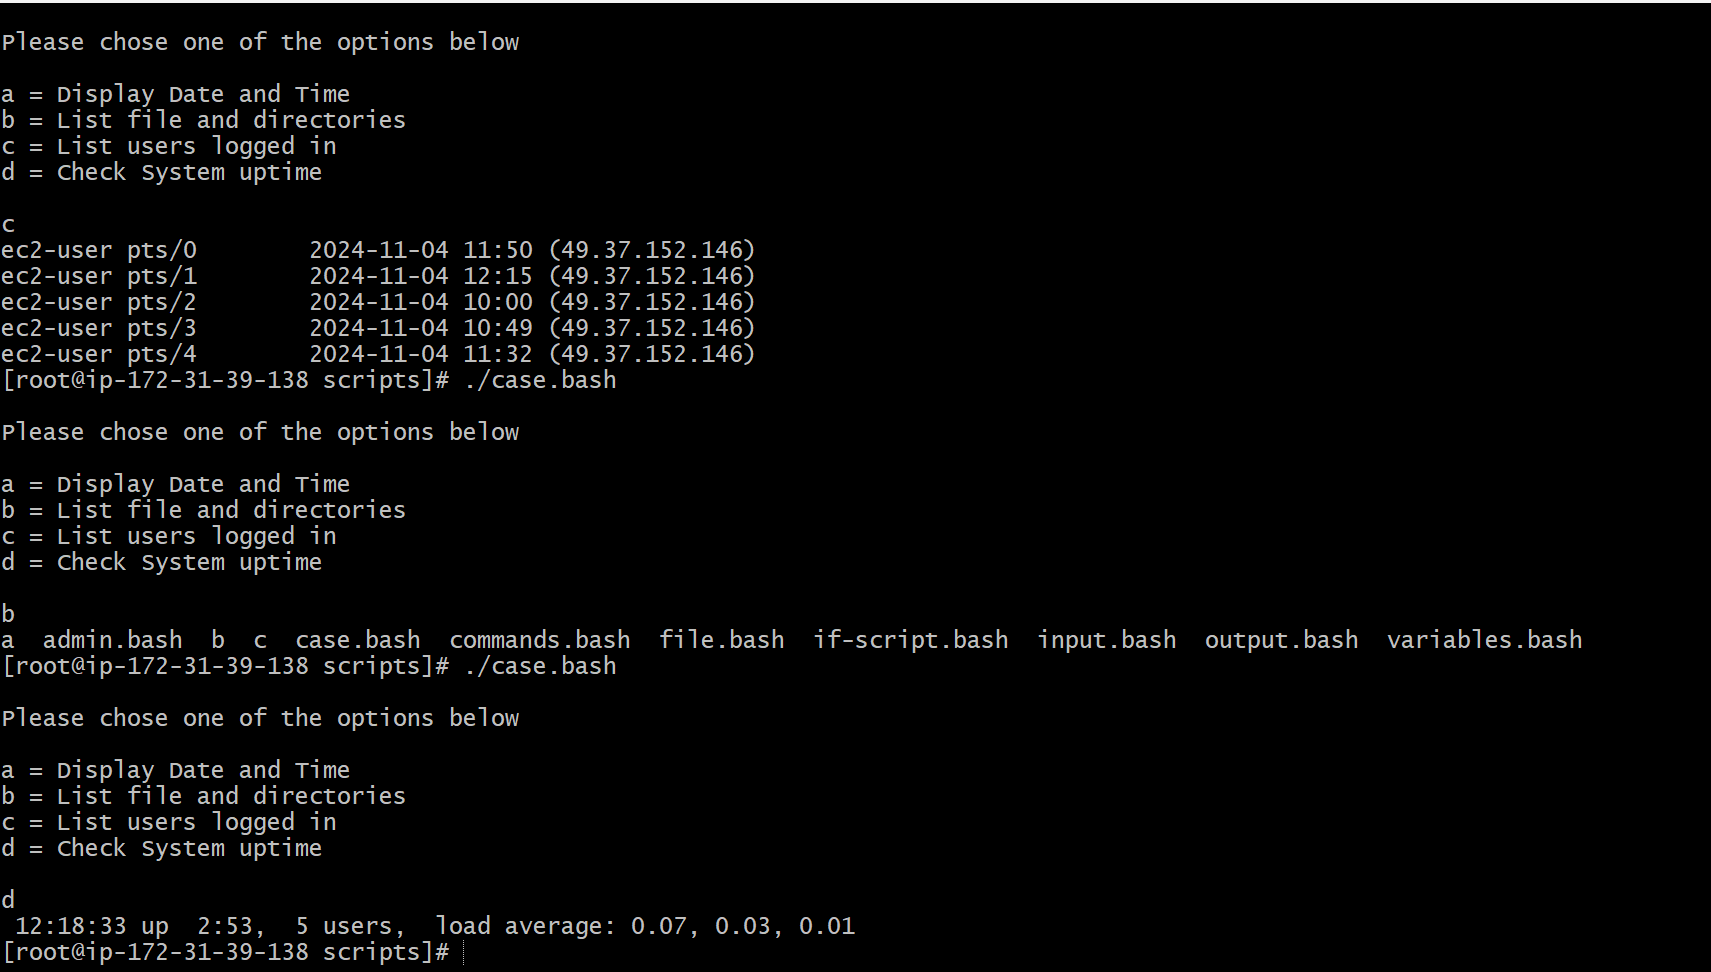 Please chose one of the options below
a = Display Date and Time
b = List file and directories
c = List users logged in
d = Check System uptime
c
ec2-user pts/0        2024-11-04 11:50 (49.37.152.146)
ec2-user pts/1        2024-11-04 12:15 (49.37.152.146)
ec2-user pts/2        2024-11-04 10:00 (49.37.152.146)
ec2-user pts/3        2024-11-04 10:49 (49.37.152.146)
ec2-user pts/4        2024-11-04 11:32 (49.37.152.146)
[root@ip-172-31-39-138 scripts]# ./case.bash
Please chose one of the options below
a = Display Date and Time
b = List file and directories
c = List users logged in
d = Check System uptime
b
a  admin.bash  b  c  case.bash  commands.bash  file.bash  if-script.bash  input.bash  output.bash  variables.bash
[root@ip-172-31-39-138 scripts]# ./case.bash
Please chose one of the options below
a = Display Date and Time
b = List file and directories
c = List users logged in
d = Check System uptime
d
 12:18:33 up  2:53,  5 users,  load average: 0.07, 0.03, 0.01
[root@ip-172-31-39-138 scripts]#